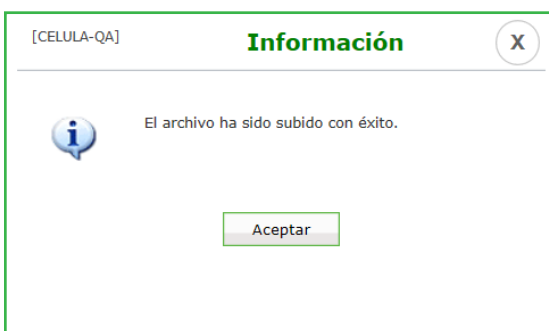 [CELULA-QA]
Información
X
El archivo ha sido subido con éxito.
Aceptar